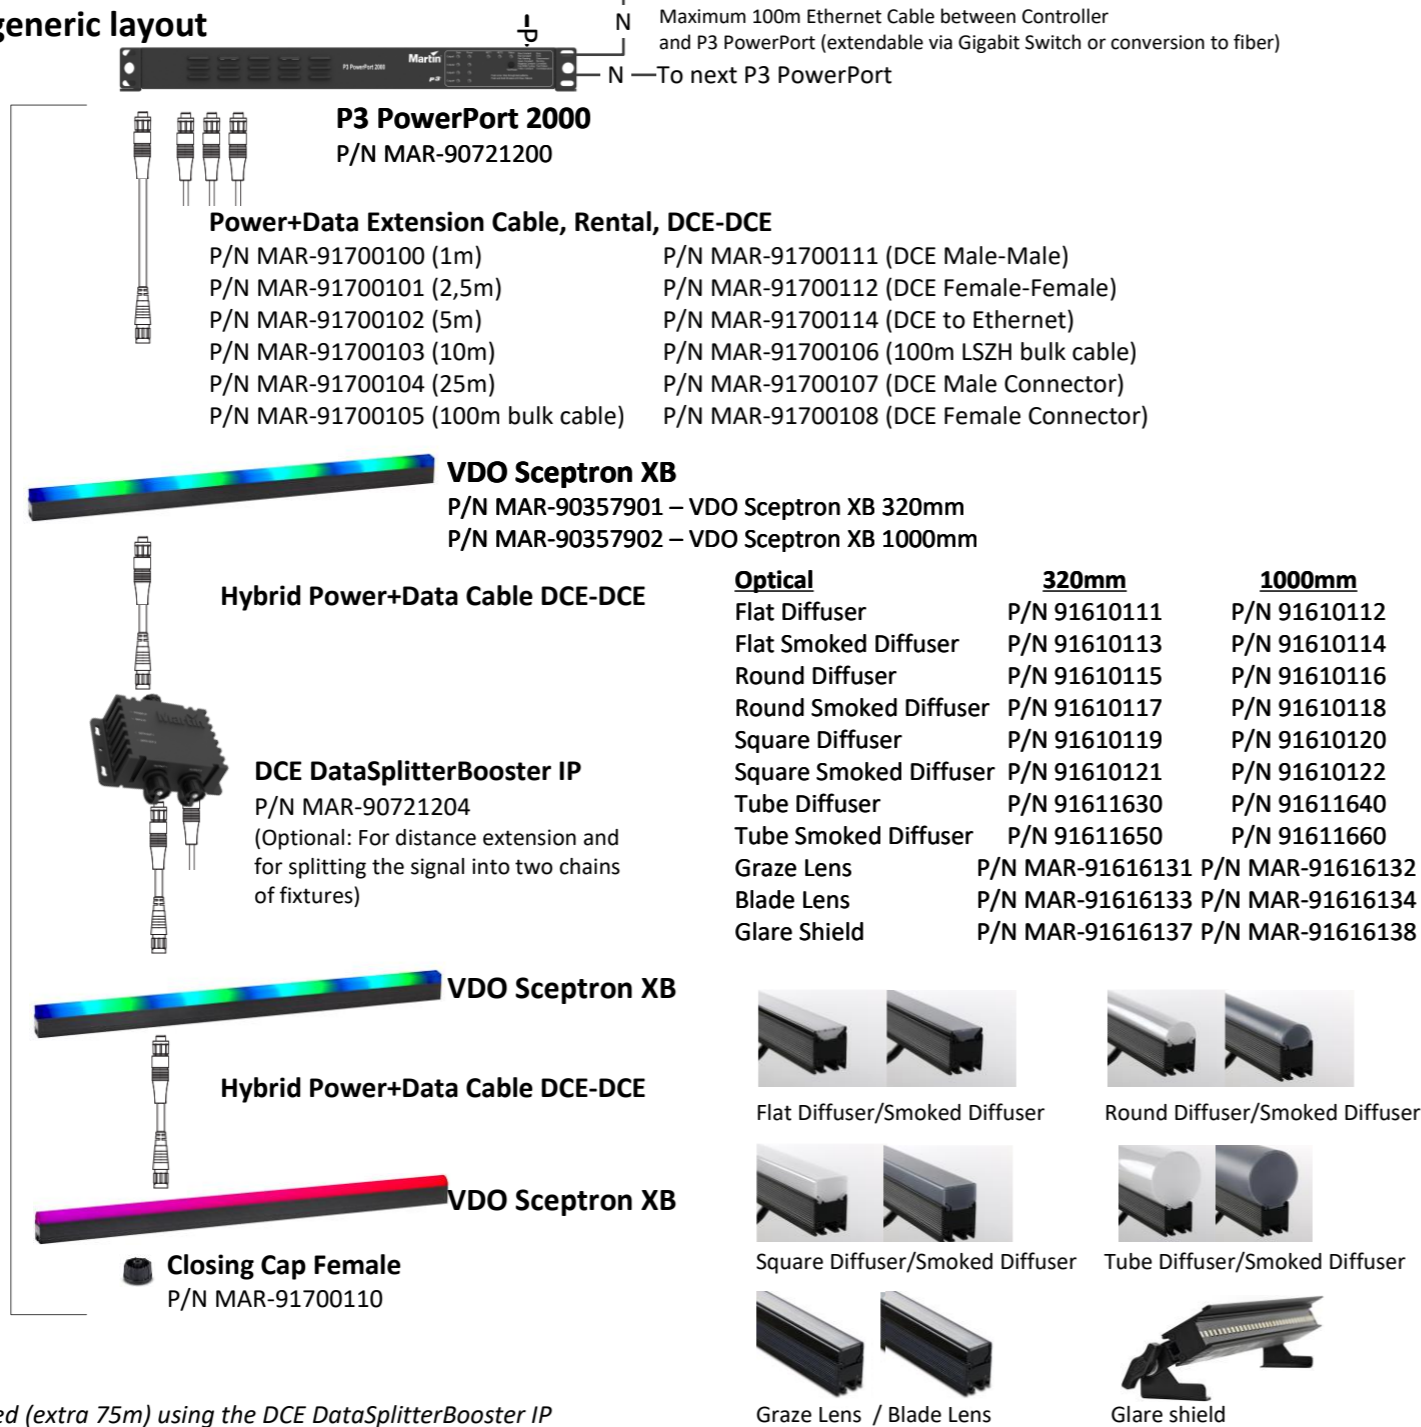 generic layout
N
Maximum 100m Ethernet Cable between Controller
and P3 PowerPort (extendable via Gigabit Switch or conversion to fiber)
P
Martin
P3 PowerPort 2000
P3
N
To next P3 PowerPort
P3 PowerPort 2000
P/N MAR-90721200
Power+Data Extension Cable, Rental, DCE-DCE
P/N MAR-91700100 (1m)
P/N MAR-91700101 (2,5m)
P/N MAR-91700102 (5m)
P/N MAR-91700103 (10m)
P/N MAR-91700104 (25m)
P/N MAR-91700105 (100m bulk cable)
P/N MAR-91700111 (DCE Male-Male)
P/N MAR-91700112 (DCE Female-Female)
P/N MAR-91700114 (DCE to Ethernet)
P/N MAR-91700106 (100m LSZH bulk cable)
P/N MAR-91700107 (DCE Male Connector)
P/N MAR-91700108 (DCE Female Connector)
VDO Sceptron XB
P/N MAR-90357901 – VDO Sceptron XB 320mm
P/N MAR-90357902 – VDO Sceptron XB 1000mm
Hybrid Power+Data Cable DCE-DCE
Martin
DCE DataSplitterBooster IP
P/N MAR-90721204
(Optional: For distance extension and
for splitting the signal into two chains
of fixtures)
VDO Sceptron XB
Hybrid Power+Data Cable DCE-DCE
VDO Sceptron XB
Closing Cap Female
P/N MAR-91700110
Optical 320mm 1000mm
Flat Diffuser P/N 91610111 P/N 91610112
Flat Smoked Diffuser P/N 91610113 P/N 91610114
Round Diffuser P/N 91610115 P/N 91610116
Round Smoked Diffuser P/N 91610117 P/N 91610118
Square Diffuser P/N 91610119 P/N 91610120
Square Smoked Diffuser P/N 91610121 P/N 91610122
Tube Diffuser P/N 91611630 P/N 91611640
Tube Smoked Diffuser P/N 91611650 P/N 91611660
Graze Lens P/N MAR-91616131 P/N MAR-91616132
Blade Lens P/N MAR-91616133 P/N MAR-91616134
Glare Shield P/N MAR-91616137 P/N MAR-91616138
Flat Diffuser/Smoked Diffuser
Round Diffuser/Smoked Diffuser
Square Diffuser/Smoked Diffuser
Tube Diffuser/Smoked Diffuser
Graze Lens / Blade Lens
Glare shield
ed (extra 75m) using the DCE DataSplitterBooster IP